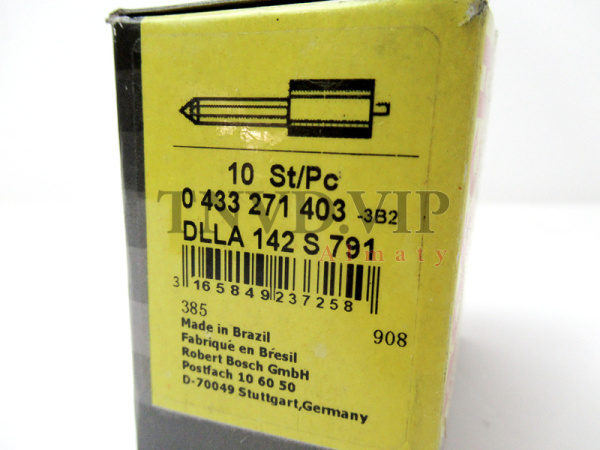 10 St/Pc
0 433 271 403 -3B2
TNVD.VIP
DLLA 142 S 791
Almaty
3 165849 237258
385
908
Made in Brazil
Fabriqué en Brésil
Robert Bosch GmbH
Postfach 10 60 50
D-70049 Stuttgart,Germany